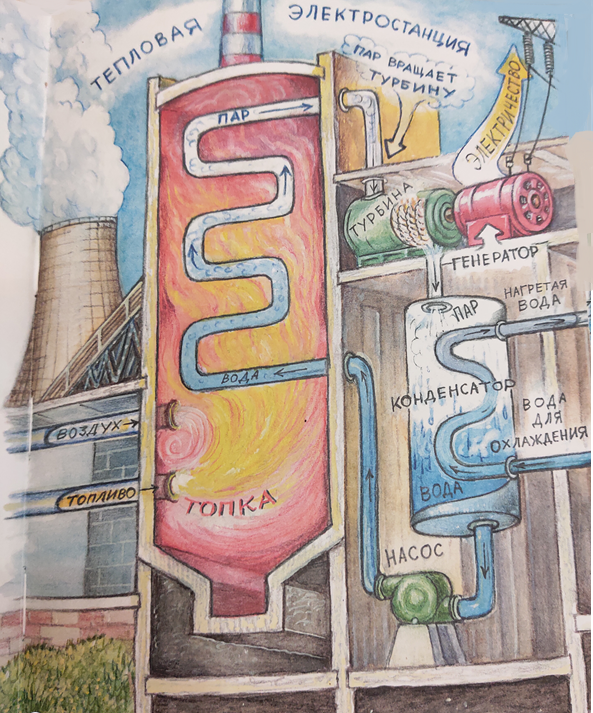 ТЕПЛОВАЯ
ЭЛЕКТРОСТАНЦИЯ
ПАР ВРАЩАЕТ
ТУРБИНУ
ЭЛЕКТРИЧЕСТВО
ПАР
ТУРБИНА
ГЕНЕРАТОР
ПАР
НАГРЕТАЯ
ВОДА
ВОДА
КОНДЕНСАТОР
ВОДА
ДЛЯ
ОХЛАЖДЕНИЯ
ВОЗДУХ
ТОПЛИВО
ТОПКА
ВОДА
НАСОС